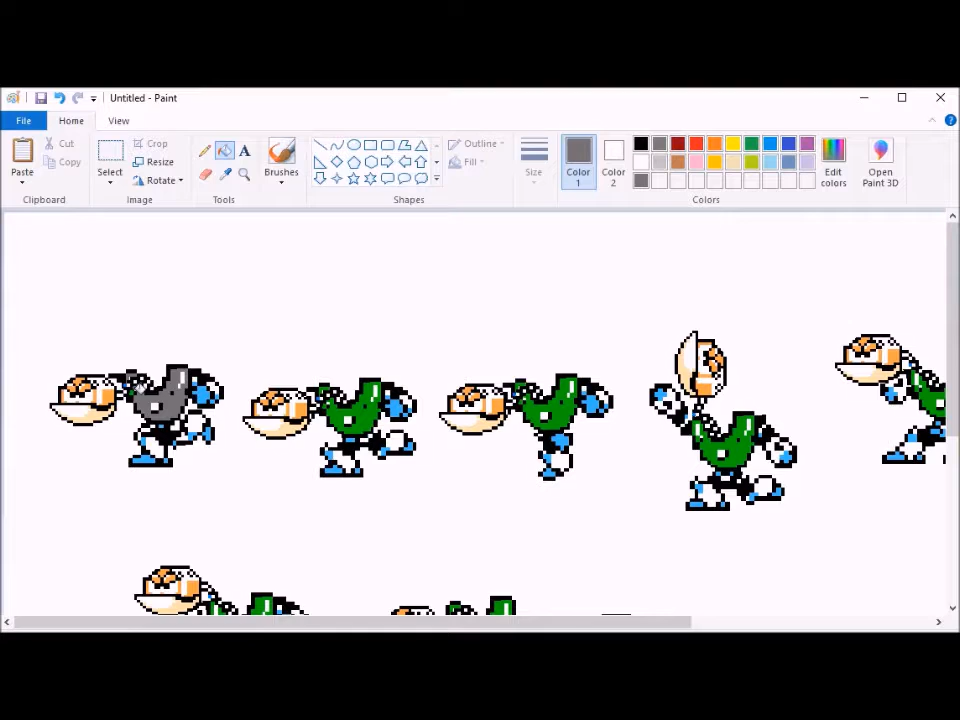 Untitled - Paint
File Home View
Paste Cut Copy
Clipboard
Select Crop Resize Rotate
Image
A
Tools
Brushes
Outline Fill
Shapes
Size
Color 1
Color 2
Edit colors
Colors
Open Paint 3D